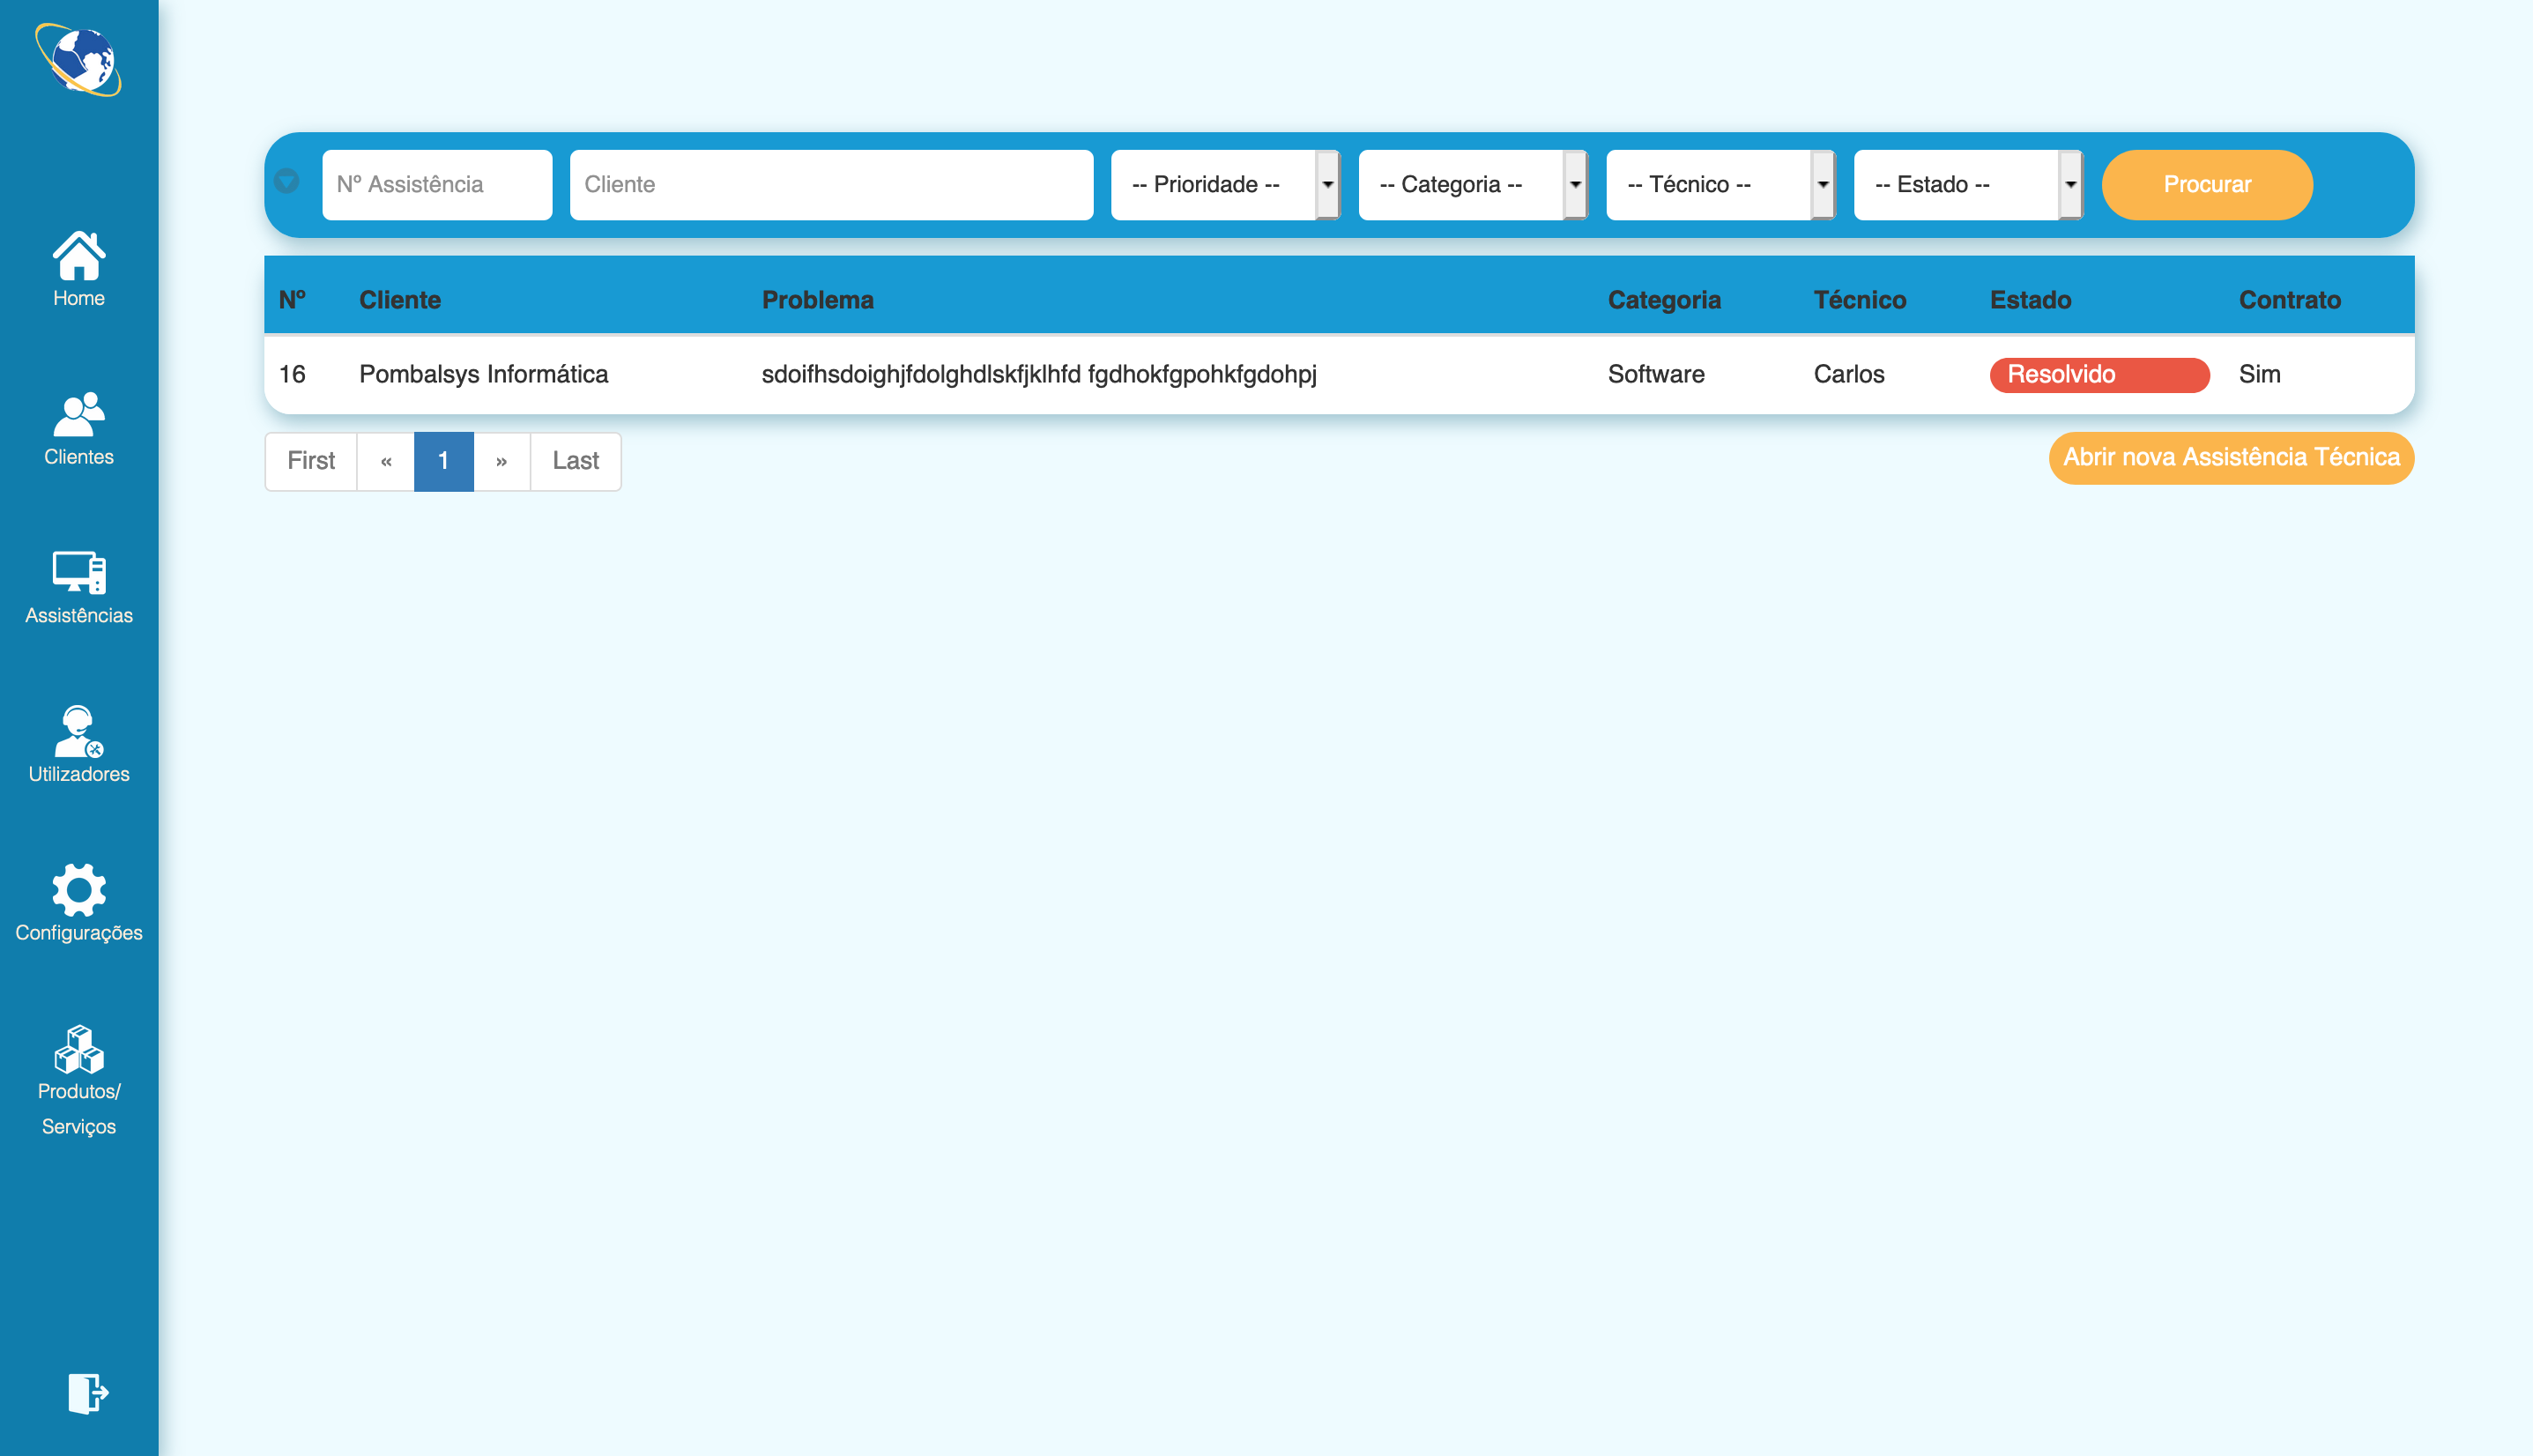 Home
Clientes
Assistências
Utilizadores
Configurações
Produtos/
Serviços
Nº Assistência Cliente -- Prioridade -- -- Categoria -- -- Técnico -- -- Estado -- Procurar
Nº Cliente Problema Categoria Técnico Estado Contrato
16 Pombalsys Informática sdoifhsdoighjfdolghdlskfjklhfd fgdhokfgpohkfgdohpj Software Carlos Resolvido Sim
First « 1 » Last Abrir nova Assistência Técnica